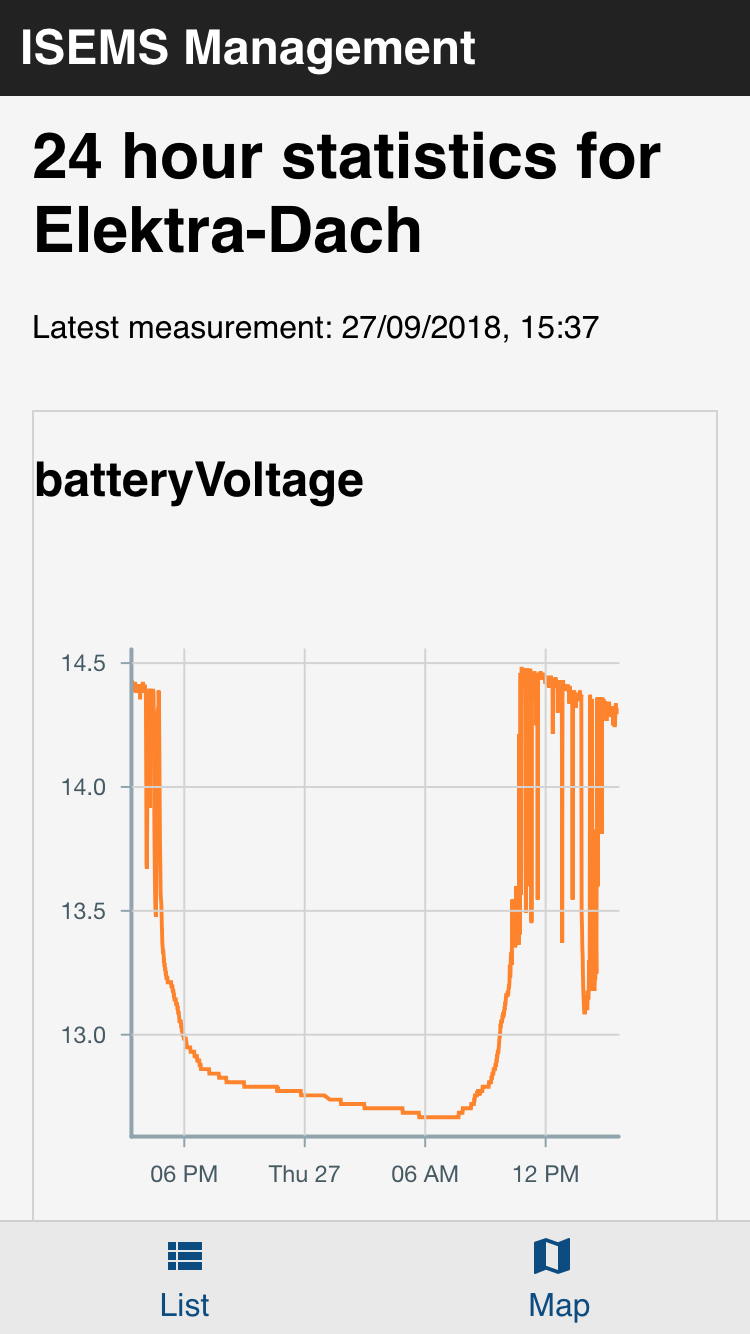 ISEMS Management
24 hour statistics for
Elektra-Dach
Latest measurement: 27/09/2018, 15:37
batteryVoltage
14.5
14.0
13.5
13.0
06 PM Thu 27 06 AM 12 PM
List Map